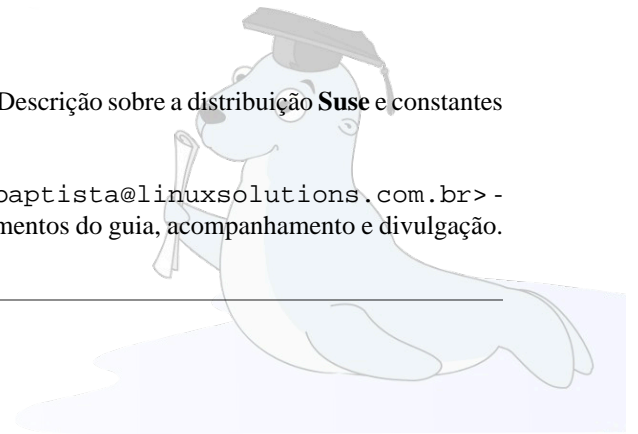 Descrição sobre a distribuição Suse e constantes
baptista@linuxsolutions.com.br> -
mentos do guia, acompanhamento e divulgação.